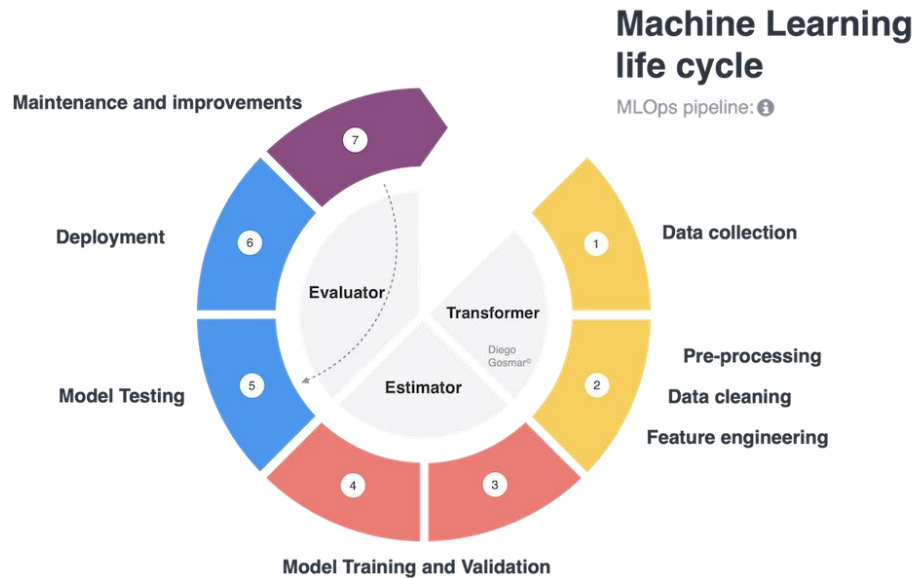 Machine Learning
life cycle
MLOps pipeline:
Maintenance and improvements
7
Deployment
6
1
Data collection
Evaluator
Transformer
Diego
Gosmar©
Estimator
Model Testing
5
2
Pre-processing
Data cleaning
Feature engineering
4
3
Model Training and Validation